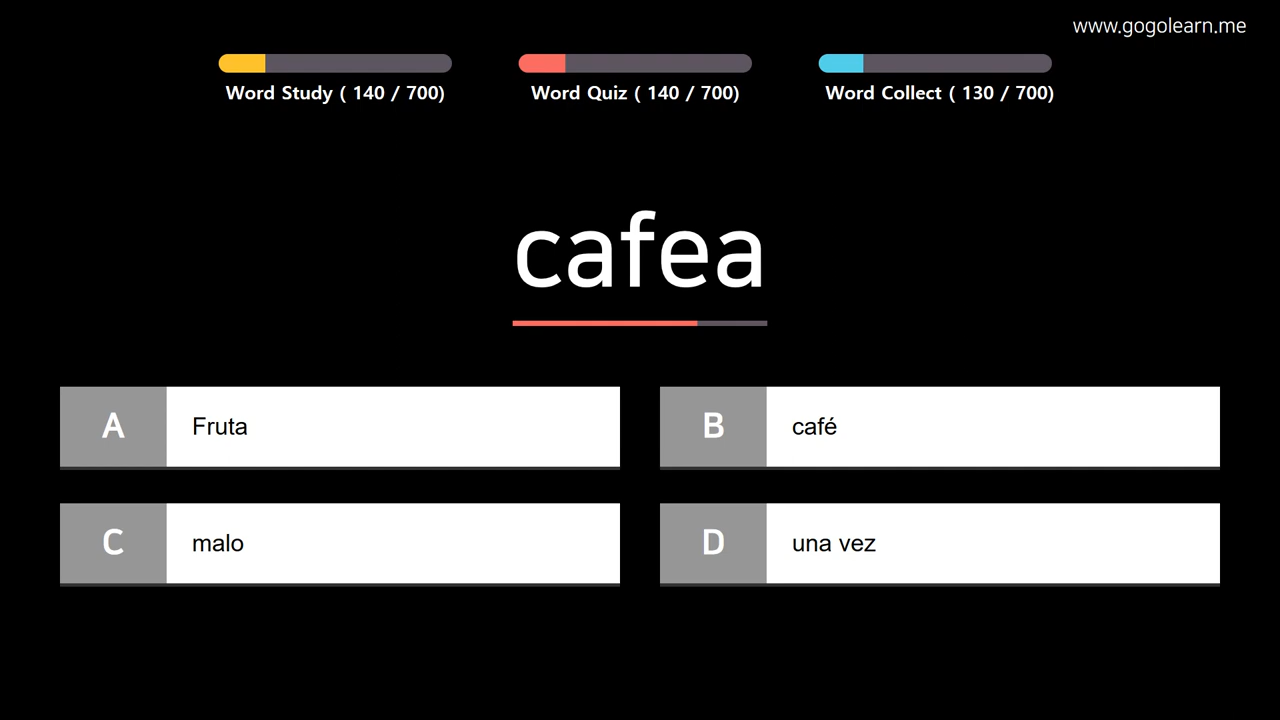 www.gogolearn.me
Word Study ( 140 / 700)
Word Quiz ( 140 / 700)
Word Collect ( 130 / 700)
cafea
A Fruta
B café
C malo
D una vez